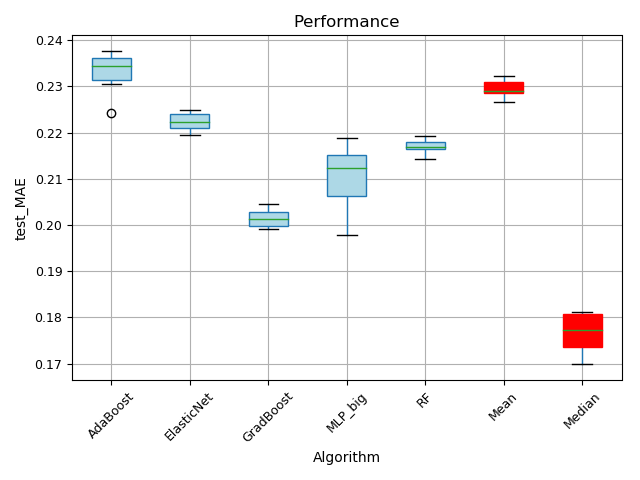 Performance
0.24
0.23
0.22
0.21
0.20
0.19
0.18
0.17
test_MAE
AdaBoost
ElasticNet
GradBoost
MLP_big
RF
Mean
Median
Algorithm